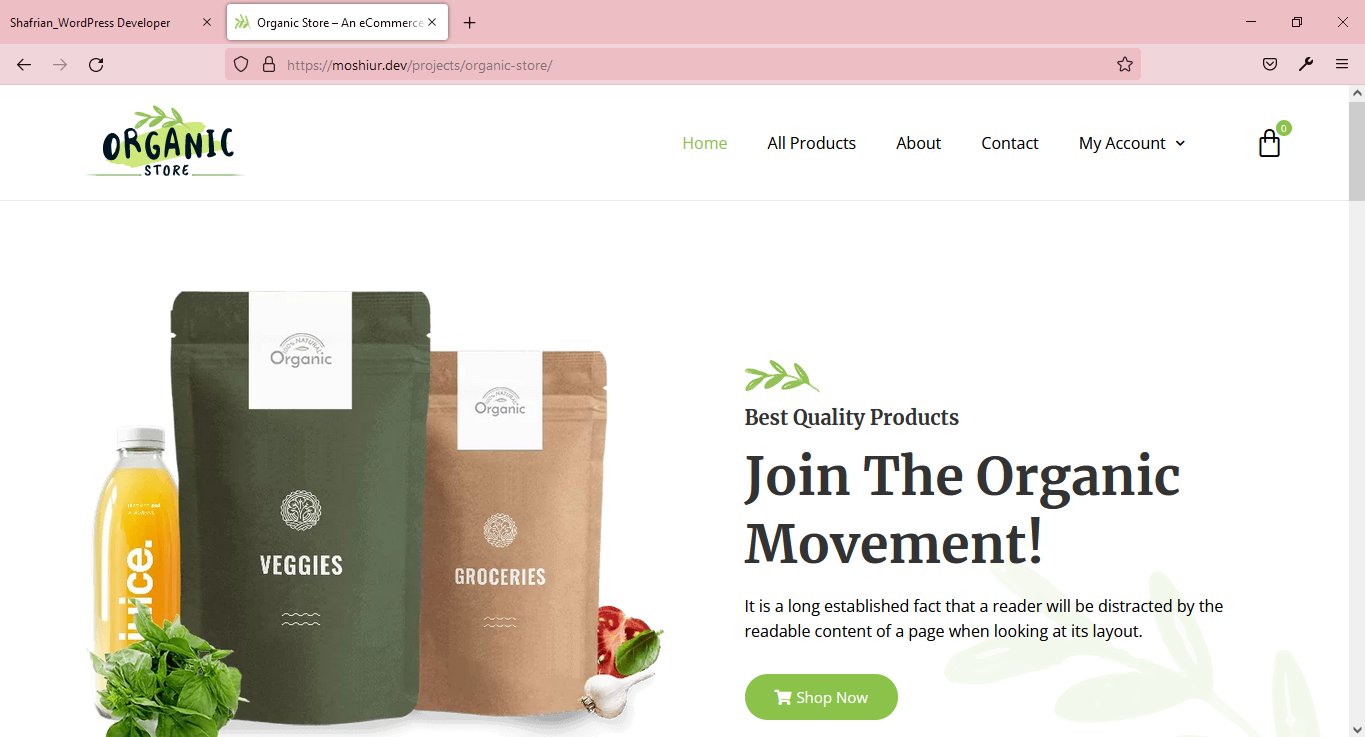 Shafrian_WordPress Developer
Organic Store – An eCommerce
https://moshiur.dev/projects/organic-store/
ORGANIC
STORE
Home
All Products
About
Contact
My Account
0
100% NATURAL
Organic
VEGGIES
100% NATURAL
Organic
GROCERIES
juice.
Best Quality Products
Join The Organic
Movement!
It is a long established fact that a reader will be distracted by the
readable content of a page when looking at its layout.
Shop Now